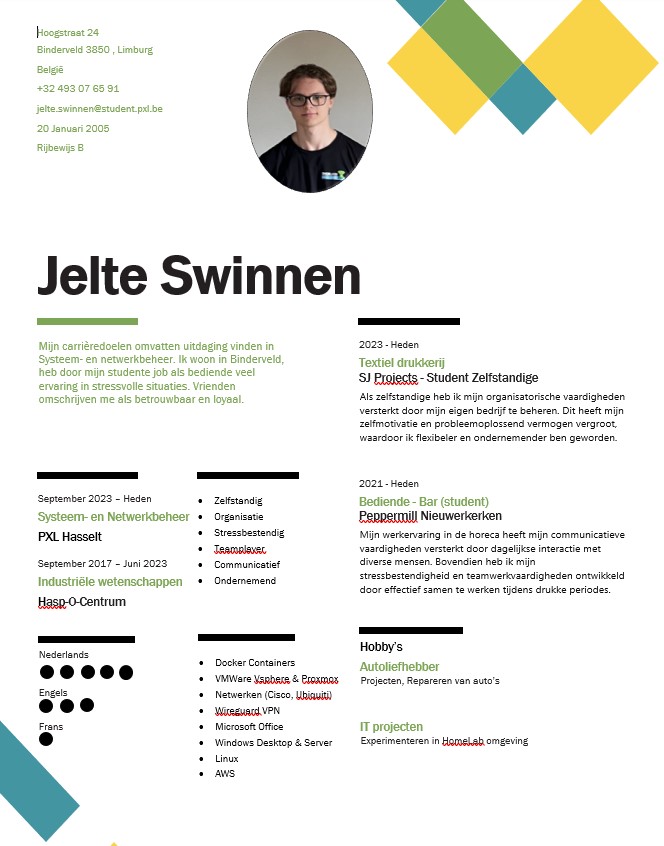 Hoogstraat 24
Binderveld 3850 , Limburg
België
+32 493 07 65 91
jelte.swinnen@student.pxl.be
20 Januari 2005
Rijbewijs B
Jelte Swinnen
Mijn carrièredoelen omvatten uitdaging vinden in
Systeem- en netwerkbeheer. Ik woon in Binderveld,
heb door mijn studente job als bediende veel
ervaring in stressvolle situaties. Vrienden
omschrijven me als betrouwbaar en loyaal.
September 2023 – Heden
Systeem- en Netwerkbeheer
PXL Hasselt
September 2017 – Juni 2023
Industriële wetenschappen
Hasp-O-Centrum
Nederlands
Engels
Frans
• Zelfstandig
• Organisatie
• Stressbestendig
• Teamplayer
• Communicatief
• Ondernemend
• Docker Containers
• VMWare Vsphere & Proxmox
• Netwerken (Cisco, Ubiquiti)
• Wireguard VPN
• Microsoft Office
• Windows Desktop & Server
• Linux
• AWS
2023 - Heden
Textiel drukkerij
SJ Projects - Student Zelfstandige
Als zelfstandige heb ik mijn organisatorische vaardigheden
versterkt door mijn eigen bedrijf te beheren. Dit heeft mijn
zelfmotivatie en probleemoplossend vermogen vergroot,
waardoor ik flexibeler en ondernemender ben geworden.
2021 - Heden
Bediende - Bar (student)
Peppermill Nieuwerkerken
Mijn werkervaring in de horeca heeft mijn communicatieve
vaardigheden versterkt door dagelijkse interactie met
diverse mensen. Bovendien heb ik mijn
stressbestendigheid en teamwerkvaardigheden ontwikkeld
door effectief samen te werken tijdens drukke periodes.
Hobby's
Autoliefhebber
Projecten, Repareren van auto's
IT projecten
Experimenteren in HomeLab omgeving